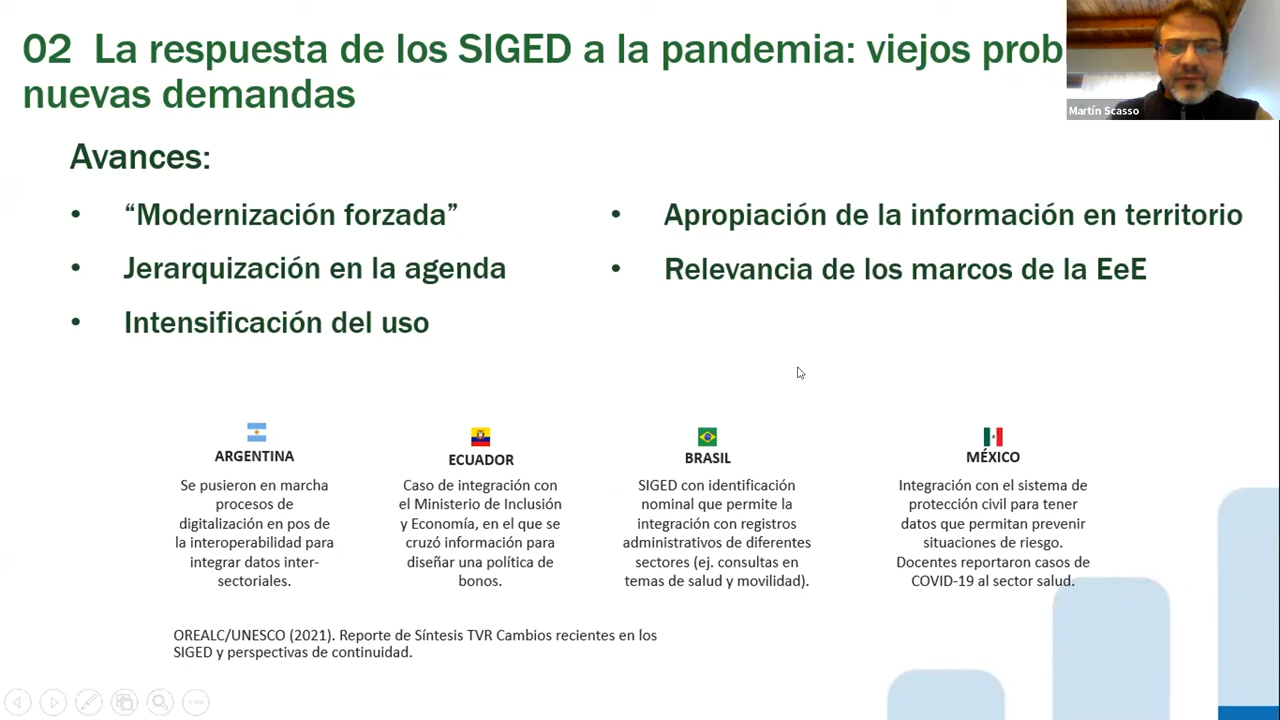 02 La respuesta de los SIGED a la pandemia: viejos
nuevas demandas
Martín Scasso
Avances:
• “Modernización forzada”
• Jerarquización en la agenda
• Intensificación del uso
• Apropiación de la información en territorio
• Relevancia de los marcos de la EeE
ARGENTINA
Se pusieron en marcha
procesos de
digitalización en pos de
la interoperabilidad para
integrar datos inter-
sectoriales.
ECUADOR
Caso de integración con
el Ministerio de Inclusión
y Economía, en el que se
cruzó información para
diseñar una política de
bonos.
BRASIL
SIGED con identificación
nominal que permite la
integración con registros
administrativos de diferentes
sectores (ej. consultas en
temas de salud y movilidad).
MÉXICO
Integración con el sistema de
protección civil para tener
datos que permitan prevenir
situaciones de riesgo.
Docentes reportaron casos de
COVID-19 al sector salud.
OREALC/UNESCO (2021). Reporte de Síntesis TVR Cambios recientes en los
SIGED y perspectivas de continuidad.